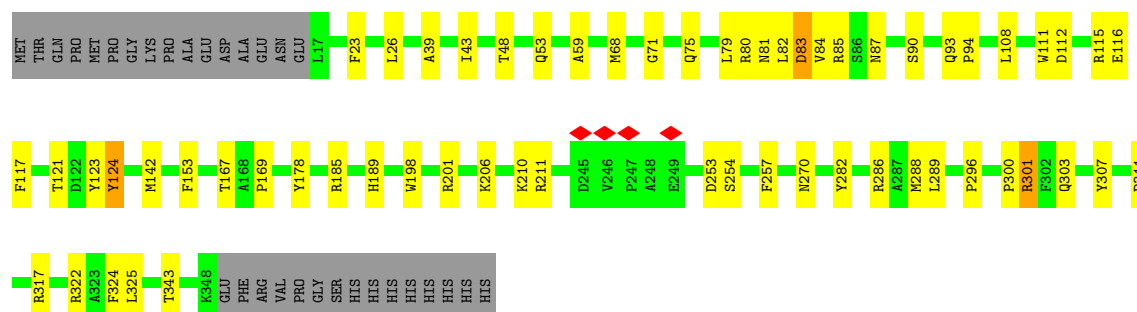 MET THR GLN PRO MET PRO GLY LYS PRO ALA GLU ASP ALA GLU ASN GLU L17 F23 L26 A39 I43 T48 Q53 A59 M68 G71 Q75 L79 R80 N81 L82 D83 V84 R85 S86 N87 S90 Q93 P94 L108 W111 D112 R115 E116
F117 T121 D122 Y123 Y124 M142 F153 T167 A168 P169 Y178 R185 H189 W198 R201 K206 K210 R211 D245 V246 P247 A248 E249 D253 S254 F257 N270 Y282 R286 A287 M288 L289 P296 P300 R301 F302 Q303 Y307
R317 R322 A323 F324 L325 T343 K348 GLU PHE ARG VAL PRO GLY SER HIS HIS HIS HIS HIS HIS HIS HIS